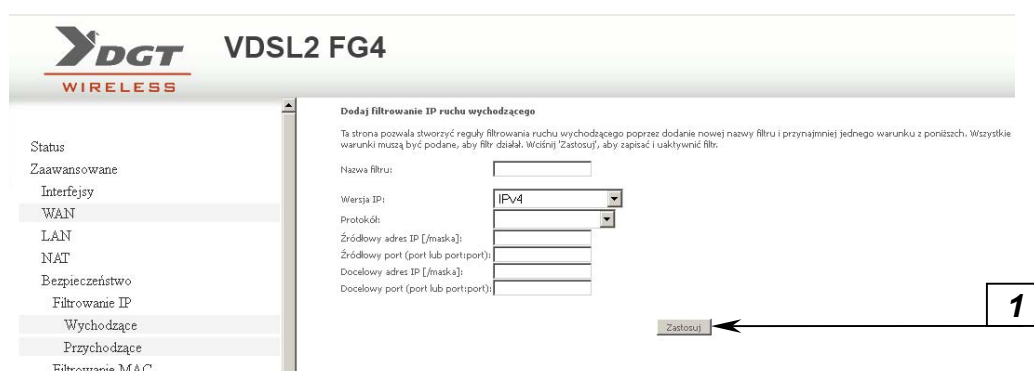 DGT
WIRELESS
VDSL2 FG4
Status
Zaawansowane
Interfejsy
WAN
LAN
NAT
Bezpieczeństwo
Filtrowanie IP
Wychodzące
Przychodzące
Filtrowanie MAC
Dodaj filtrowanie IP ruchu wychodzącego
Ta strona pozwala stworzyć reguły filtrowania ruchu wychodzącego poprzez dodanie nowej nazwy filtru i przynajmniej jednego warunku z poniższch. Wszystkie
warunki muszą być podane, aby filtr działał. Wciśnij 'Zastosuj', aby zapisać i uaktywnić filtr.
Nazwa filtru:
Wersja IP: IPv4
Protokół:
Źródłowy adres IP [/maska]:
Źródłowy port (port lub port:port):
Docelowy adres IP [/maska]:
Docelowy port (port lub port:port):
Zastosuj
1